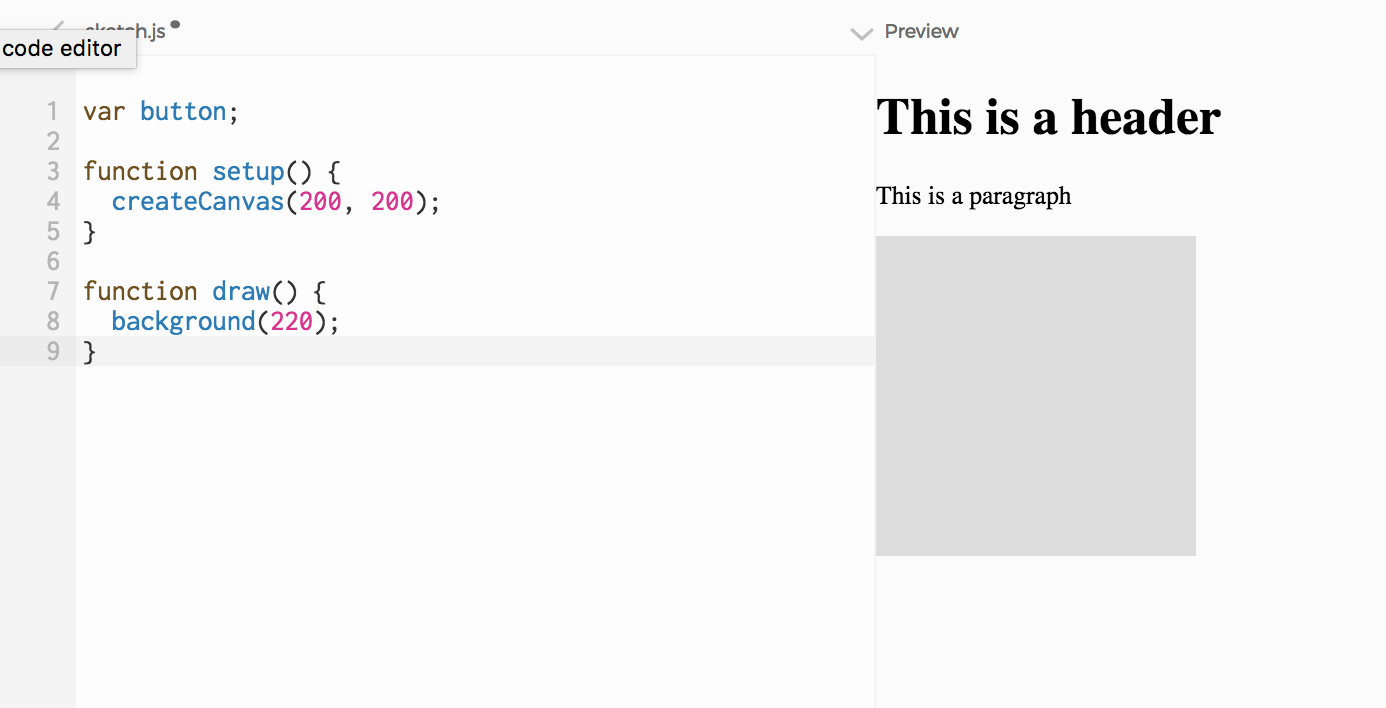 sketch.js
code editor
Preview
1 var button;
2
3 function setup() {
4   createCanvas(200, 200);
5 }
6
7 function draw() {
8   background(220);
9 }
This is a header
This is a paragraph